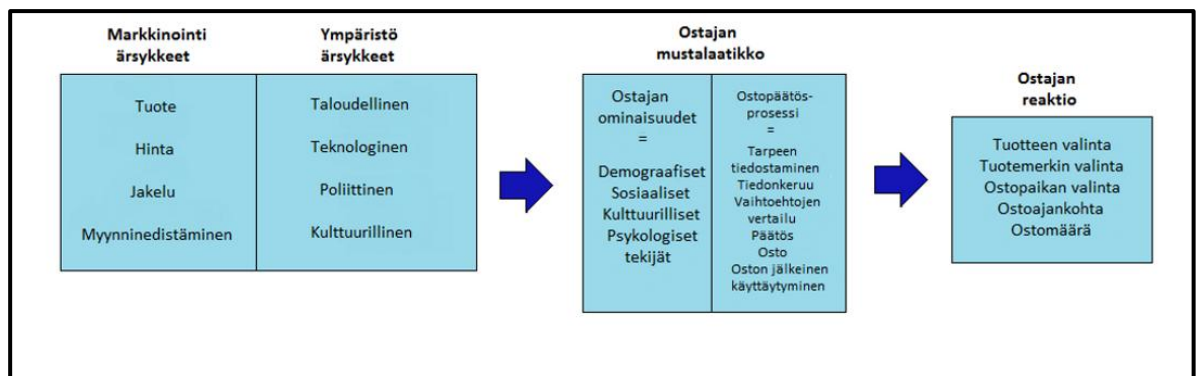 Markkinointi
ärsykkeet
Ympäristö
ärsykkeet
Tuote
Hinta
Jakelu
Myynninedistäminen
Taloudellinen
Teknologinen
Poliittinen
Kulttuurillinen
Ostajan
mustalaatikko
Ostajan
ominaisuudet
=
Demograafiset
Sosiaaliset
Kulttuurilliset
Psykologiset
tekijät
Ostopäätös-
prosessi
=
Tarpeen
tiedostaminen
Tiedonkeruu
Vaihtoehtojen
vertailu
Päätös
Osto
Oston jälkeinen
käyttäytyminen
Ostajan
reaktio
Tuotteen valinta
Tuotemerkin valinta
Ostopaikan valinta
Ostoajankohta
Ostomäärä